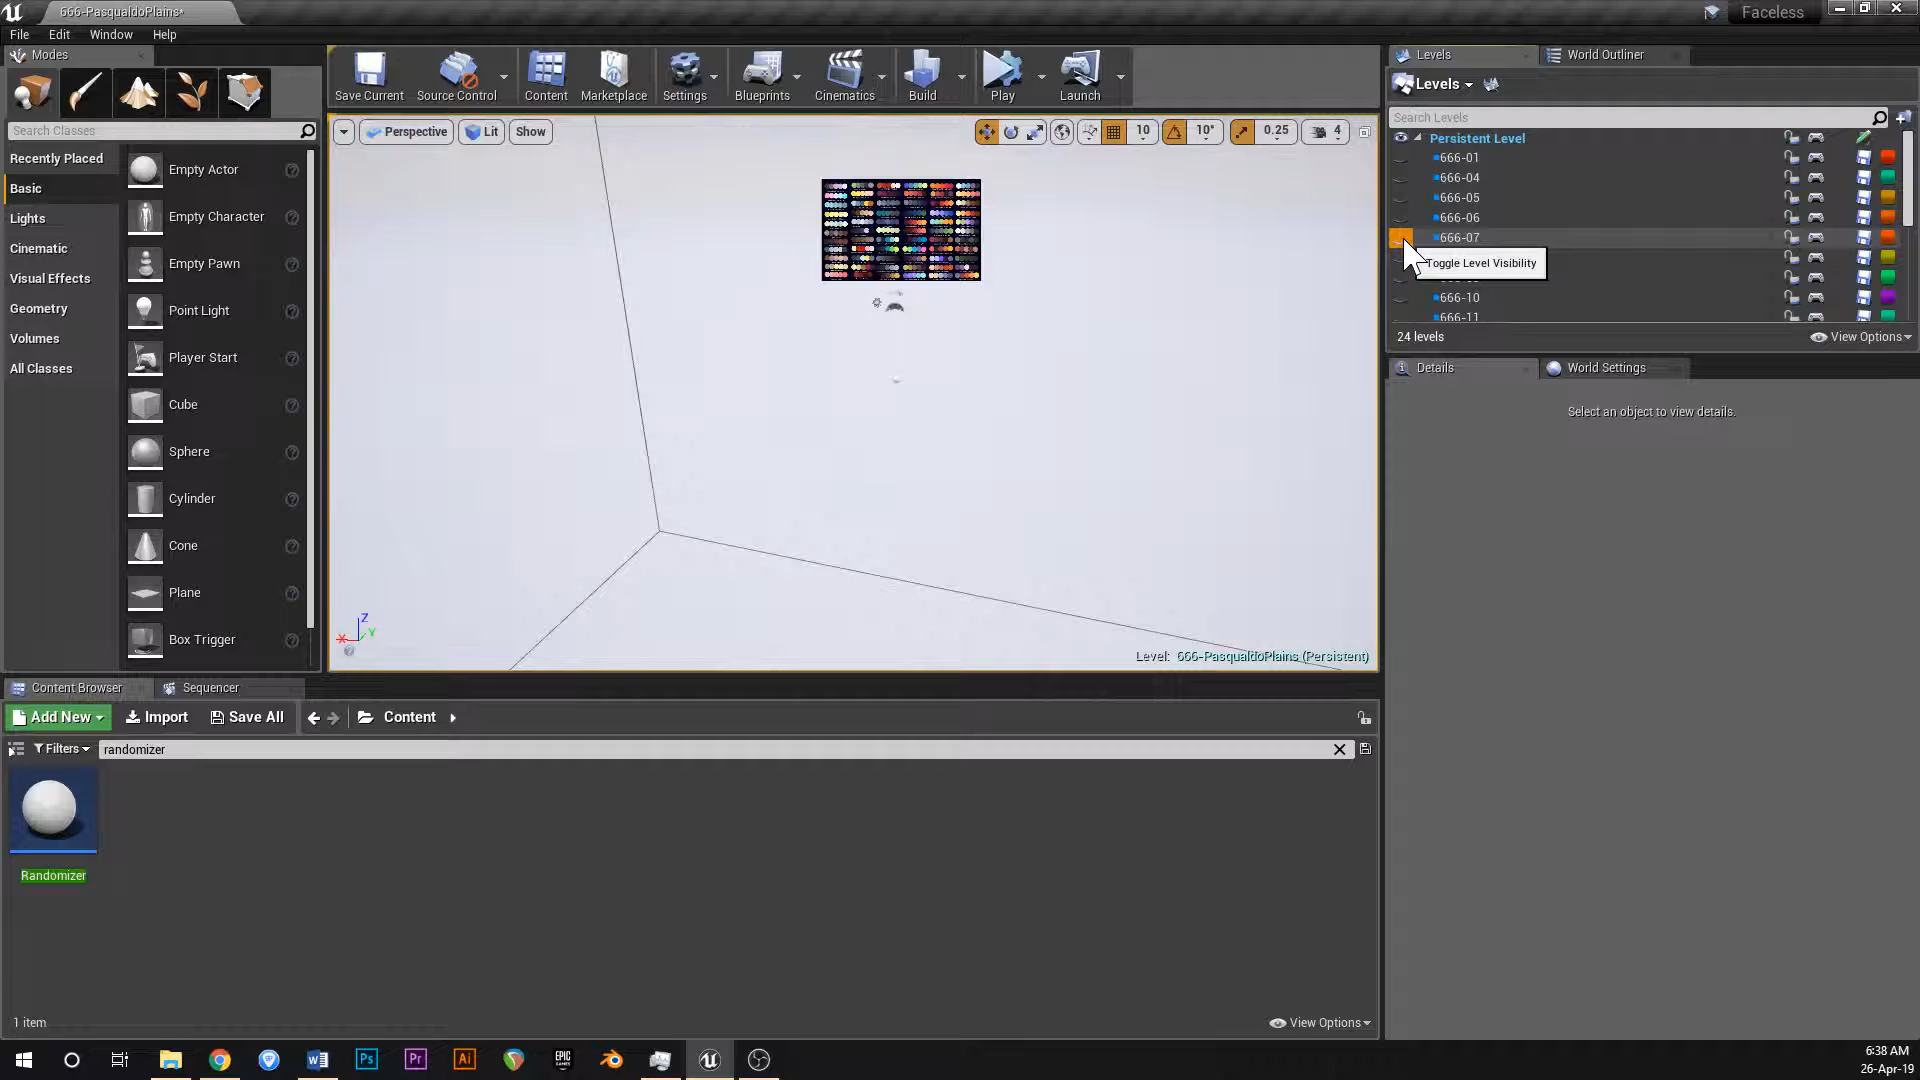 666-PasqualdoPlains*
Faceless
File Edit Window Help
Modes
Levels World Outliner
Save Current Source Control Content Marketplace Settings Blueprints Cinematics Build Play Launch
Levels
Search Classes
Perspective Lit Show
10 10° 0.25 4
Search Levels
Persistent Level
666-01
666-04
666-05
666-06
666-07
Toggle Level Visibility
666-10
666-11
24 levels
View Options
Recently Placed
Basic
Lights
Cinematic
Visual Effects
Geometry
Volumes
All Classes
Empty Actor
Empty Character
Empty Pawn
Point Light
Player Start
Cube
Sphere
Cylinder
Cone
Plane
Box Trigger
Details World Settings
Select an object to view details.
Z
X Y
Level: 666-PasqualdoPlains (Persistent)
Content Browser Sequencer
Add New Import Save All Content
Filters randomizer
Randomizer
1 item
View Options
Ps Pr Ai EPIC GAMES
6:38 AM
26-Apr-19